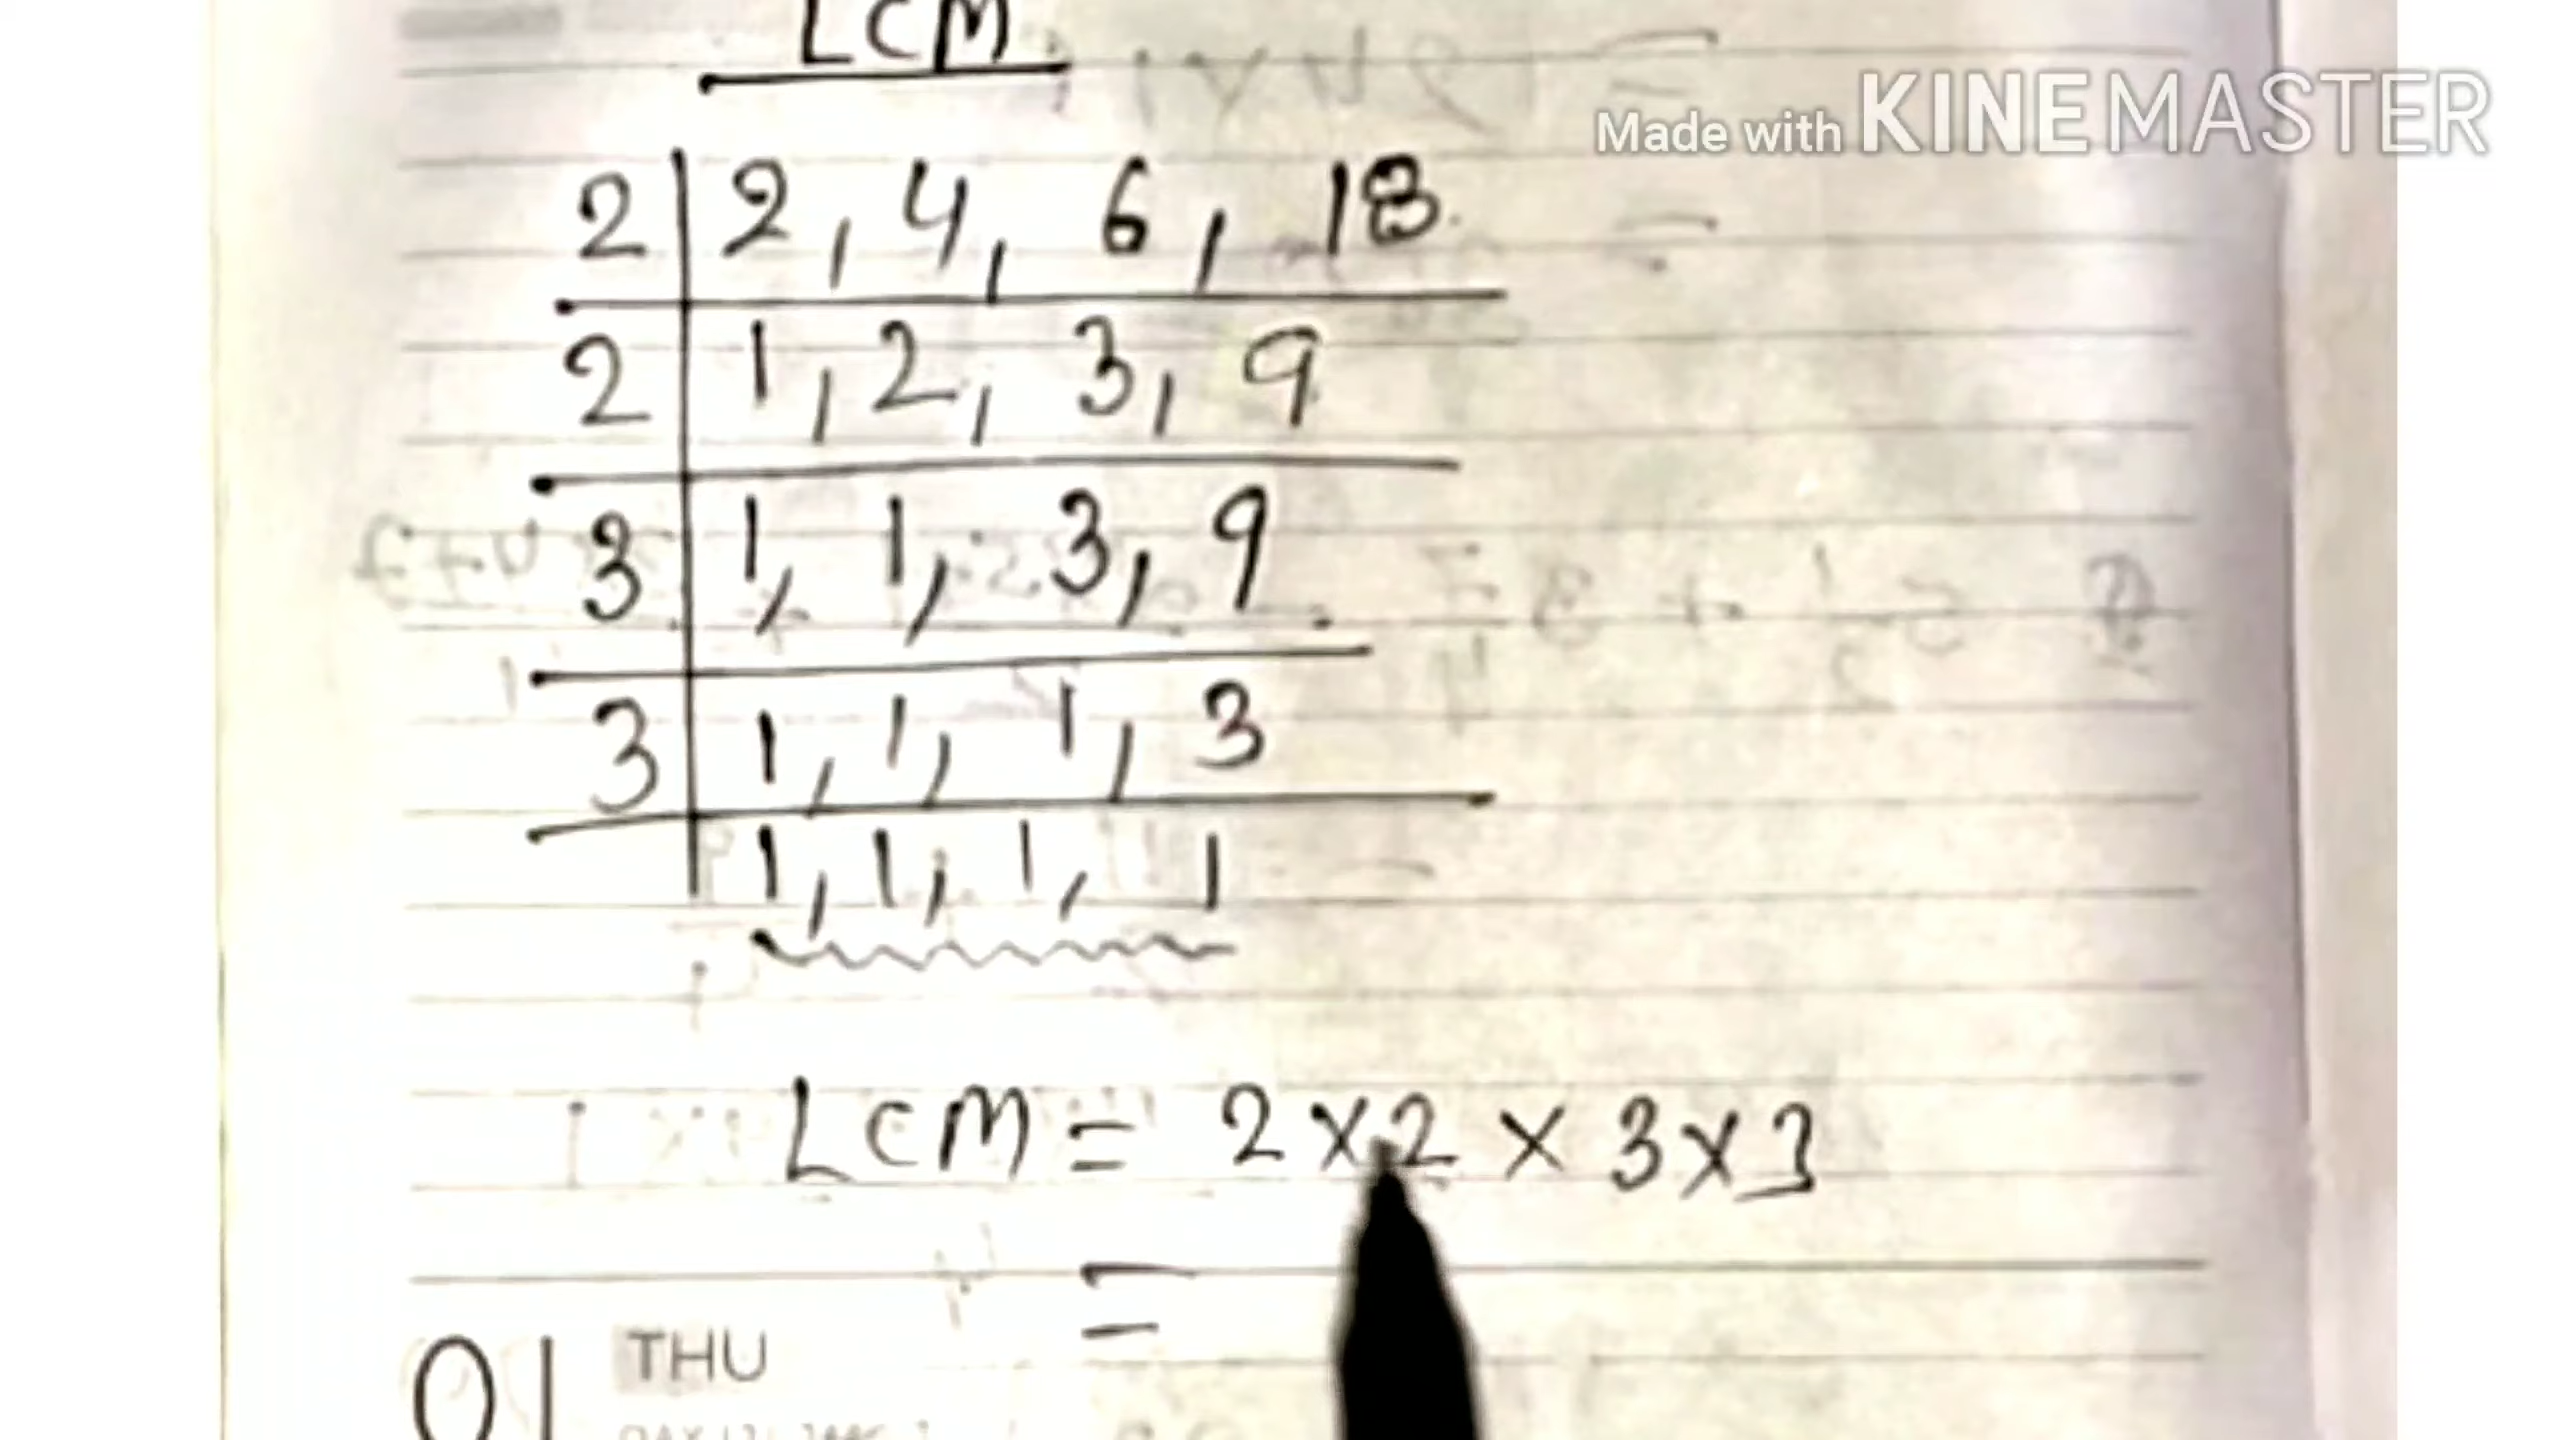 LCM
Made with KINEMASTER
2 | 2, 4, 6, 18
2 | 1, 2, 3, 9
3 | 1, 1, 3, 9
3 | 1, 1, 1, 3
1, 1, 1, 1
LCM = 2 × 2 × 3 × 3
=
01 THU